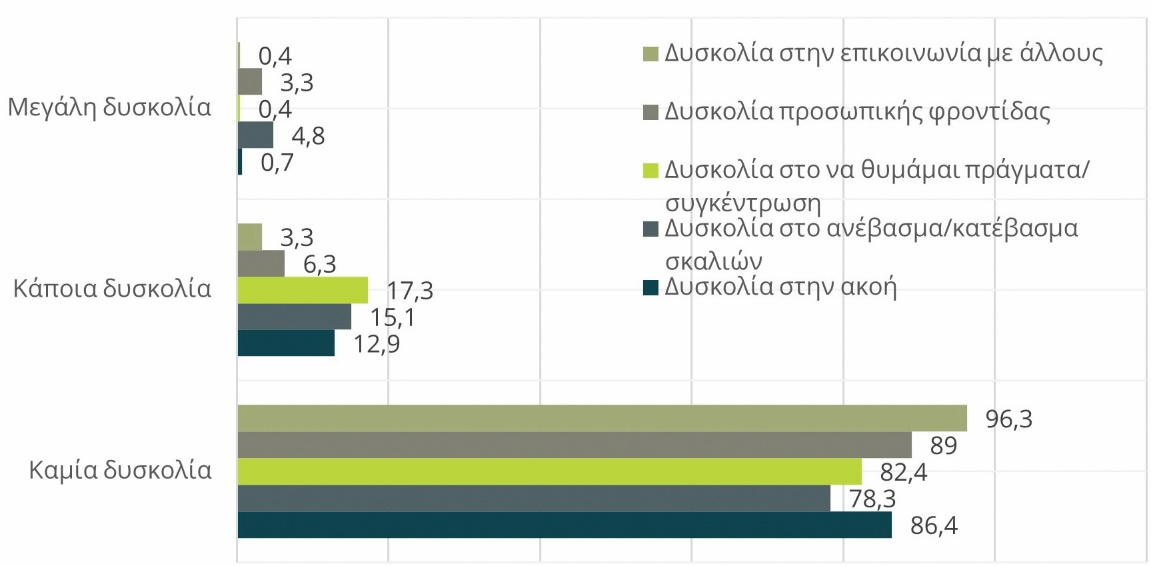 Μεγάλη δυσκολία
0,4
3,3
0,4
4,8
0,7
Κάποια δυσκολία
3,3
6,3
17,3
15,1
12,9
Καμία δυσκολία
96,3
89
82,4
78,3
86,4
Δυσκολία στην επικοινωνία με άλλους
Δυσκολία προσωπικής φροντίδας
Δυσκολία στο να θυμάμαι πράγματα/
συγκέντρωση
Δυσκολία στο ανέβασμα/κατέβασμα
σκαλιών
Δυσκολία στην ακοή